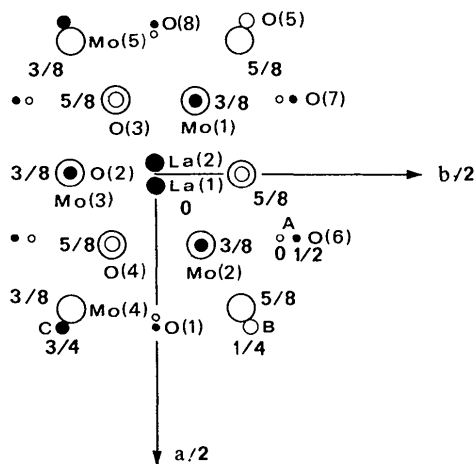 O(8) O(5)
Mo(5)
3/8 5/8
5/8 3/8 O(7)
O(3) Mo(1)
La(2)
3/8 O(2) b/2
La(1)
Mo(3) 0 5/8
A
5/8 3/8 O(6)
0 1/2
O(4) Mo(2)
3/8 5/8
Mo(4)
C O(1) B
3/4 1/4
a/2